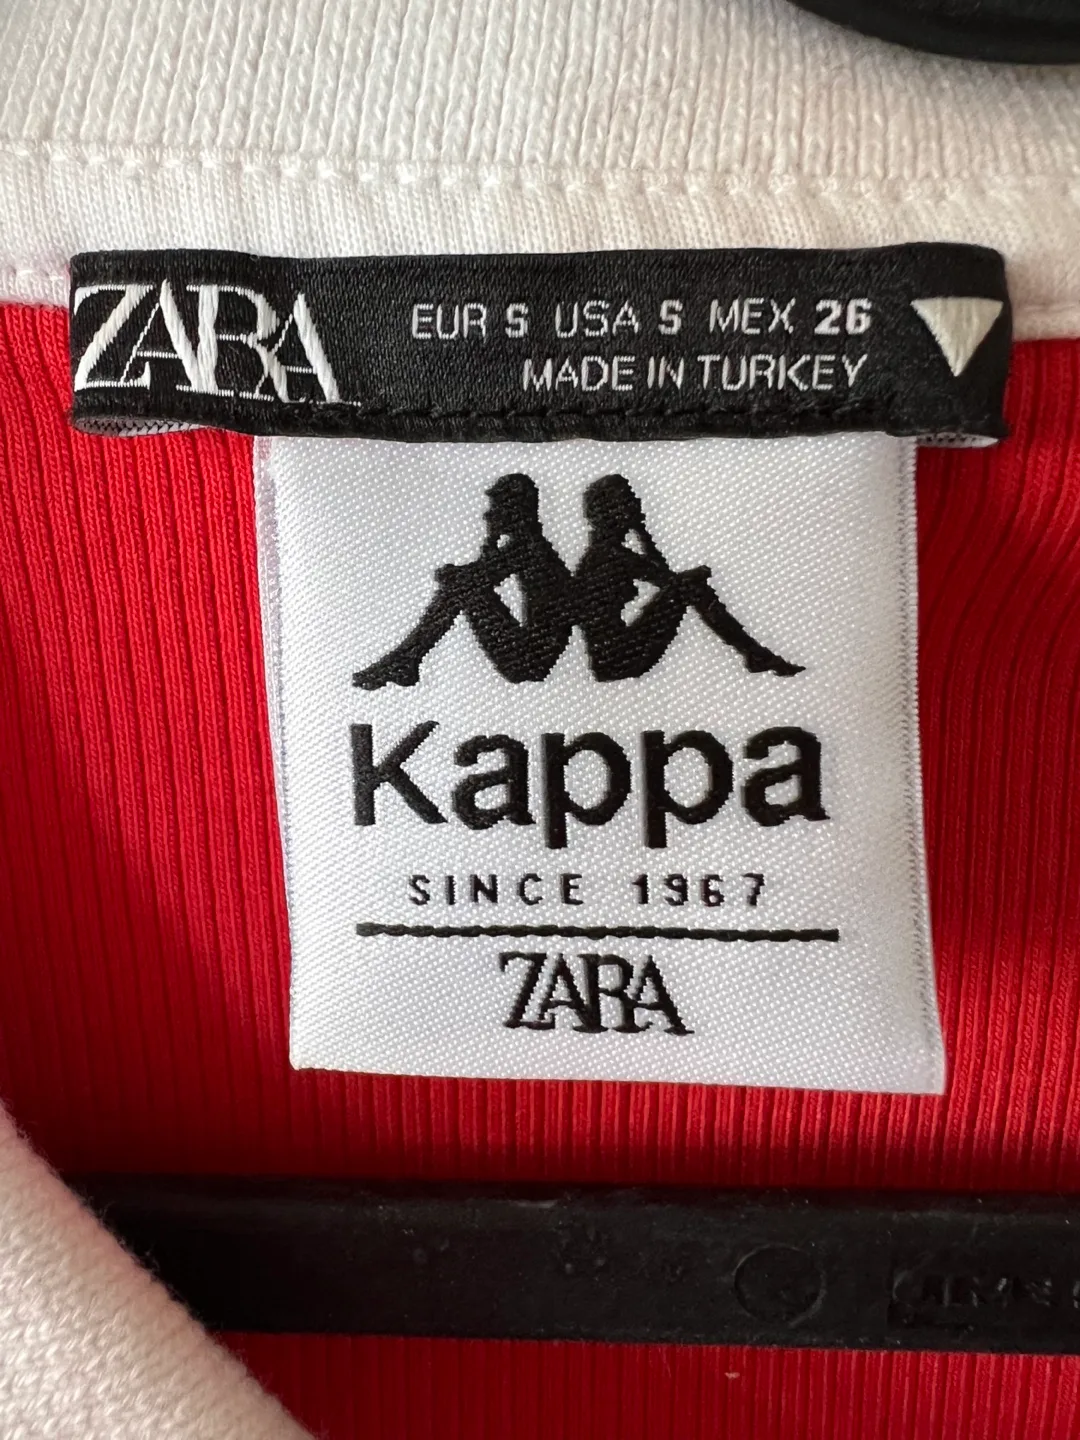 ZARA
EUR S USA S MEX 26
MADE IN TURKEY
Kappa
SINCE 1967
ZARA